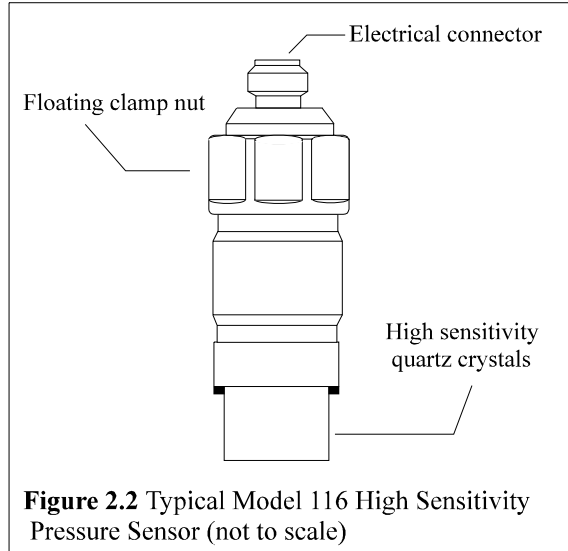 Electrical connector
Floating clamp nut
High sensitivity
quartz crystals
Figure 2.2 Typical Model 116 High Sensitivity
Pressure Sensor (not to scale)